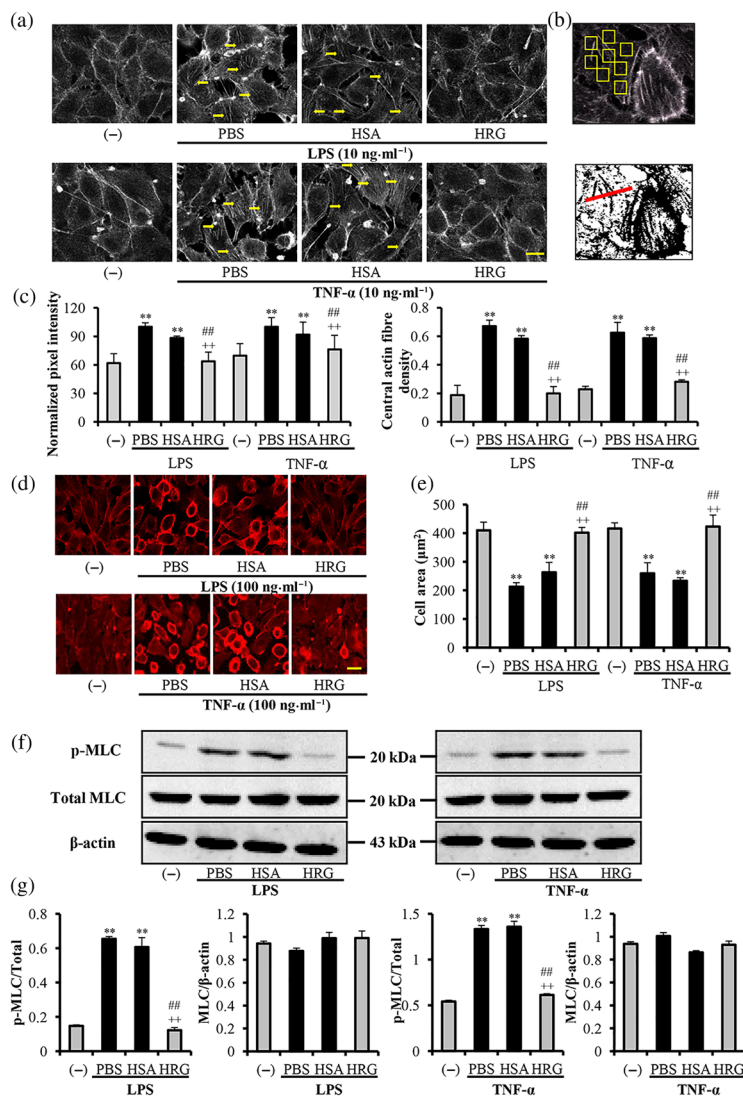 (a)
(b)
(−) PBS HSA HRG
LPS (10 ng·ml⁻¹)
(−) PBS HSA HRG
TNF-α (10 ng·ml⁻¹)
(c)
Normalized pixel intensity
120
90
60
30
0
** ** ## ++ ** ** ## ++
(−) PBS HSA HRG (−) PBS HSA HRG
LPS TNF-α
Central actin fibre
density
0.8
0.6
0.4
0.2
0
** ** ## ++ ** ** ## ++
(−) PBS HSA HRG (−) PBS HSA HRG
LPS TNF-α
(d)
(−) PBS HSA HRG
LPS (100 ng·ml⁻¹)
(−) PBS HSA HRG
TNF-α (100 ng·ml⁻¹)
(e)
Cell area (μm²)
500
400
300
200
100
0
** ** ## ++ ** ** ## ++
(−) PBS HSA HRG (−) PBS HSA HRG
LPS TNF-α
(f)
p-MLC 20 kDa
Total MLC 20 kDa
β-actin 43 kDa
(−) PBS HSA HRG (−) PBS HSA HRG
LPS TNF-α
(g)
p-MLC/Total
0.8
0.6
0.4
0.2
0
** ** ## ++
(−) PBS HSA HRG
LPS
MLC/β-actin
1.2
1
0.8
0.6
0.4
0.2
0
(−) PBS HSA HRG
LPS
p-MLC/Total
1.5
1
0.5
0
** ** ## ++
(−) PBS HSA HRG
TNF-α
MLC/β-actin
1.2
1
0.8
0.6
0.4
0.2
0
(−) PBS HSA HRG
TNF-α